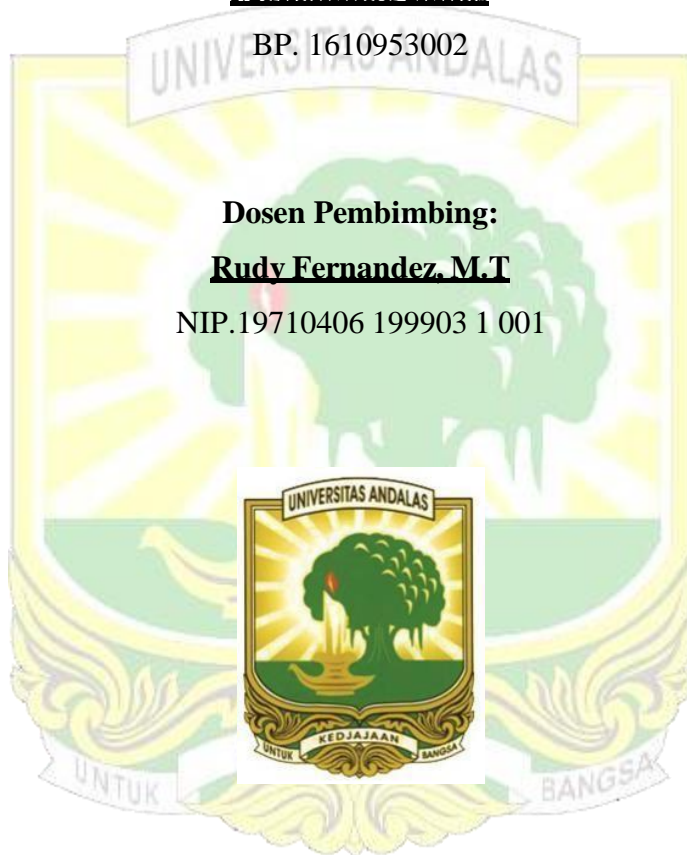 BP. 1610953002
UNIVERSITAS ANDALAS
Dosen Pembimbing:
Rudy Fernandez, M.T
NIP.19710406 199903 1 001
UNIVERSITAS ANDALAS
UNTUK KEDJAJAAN BANGSA
UNTUK BANGSA